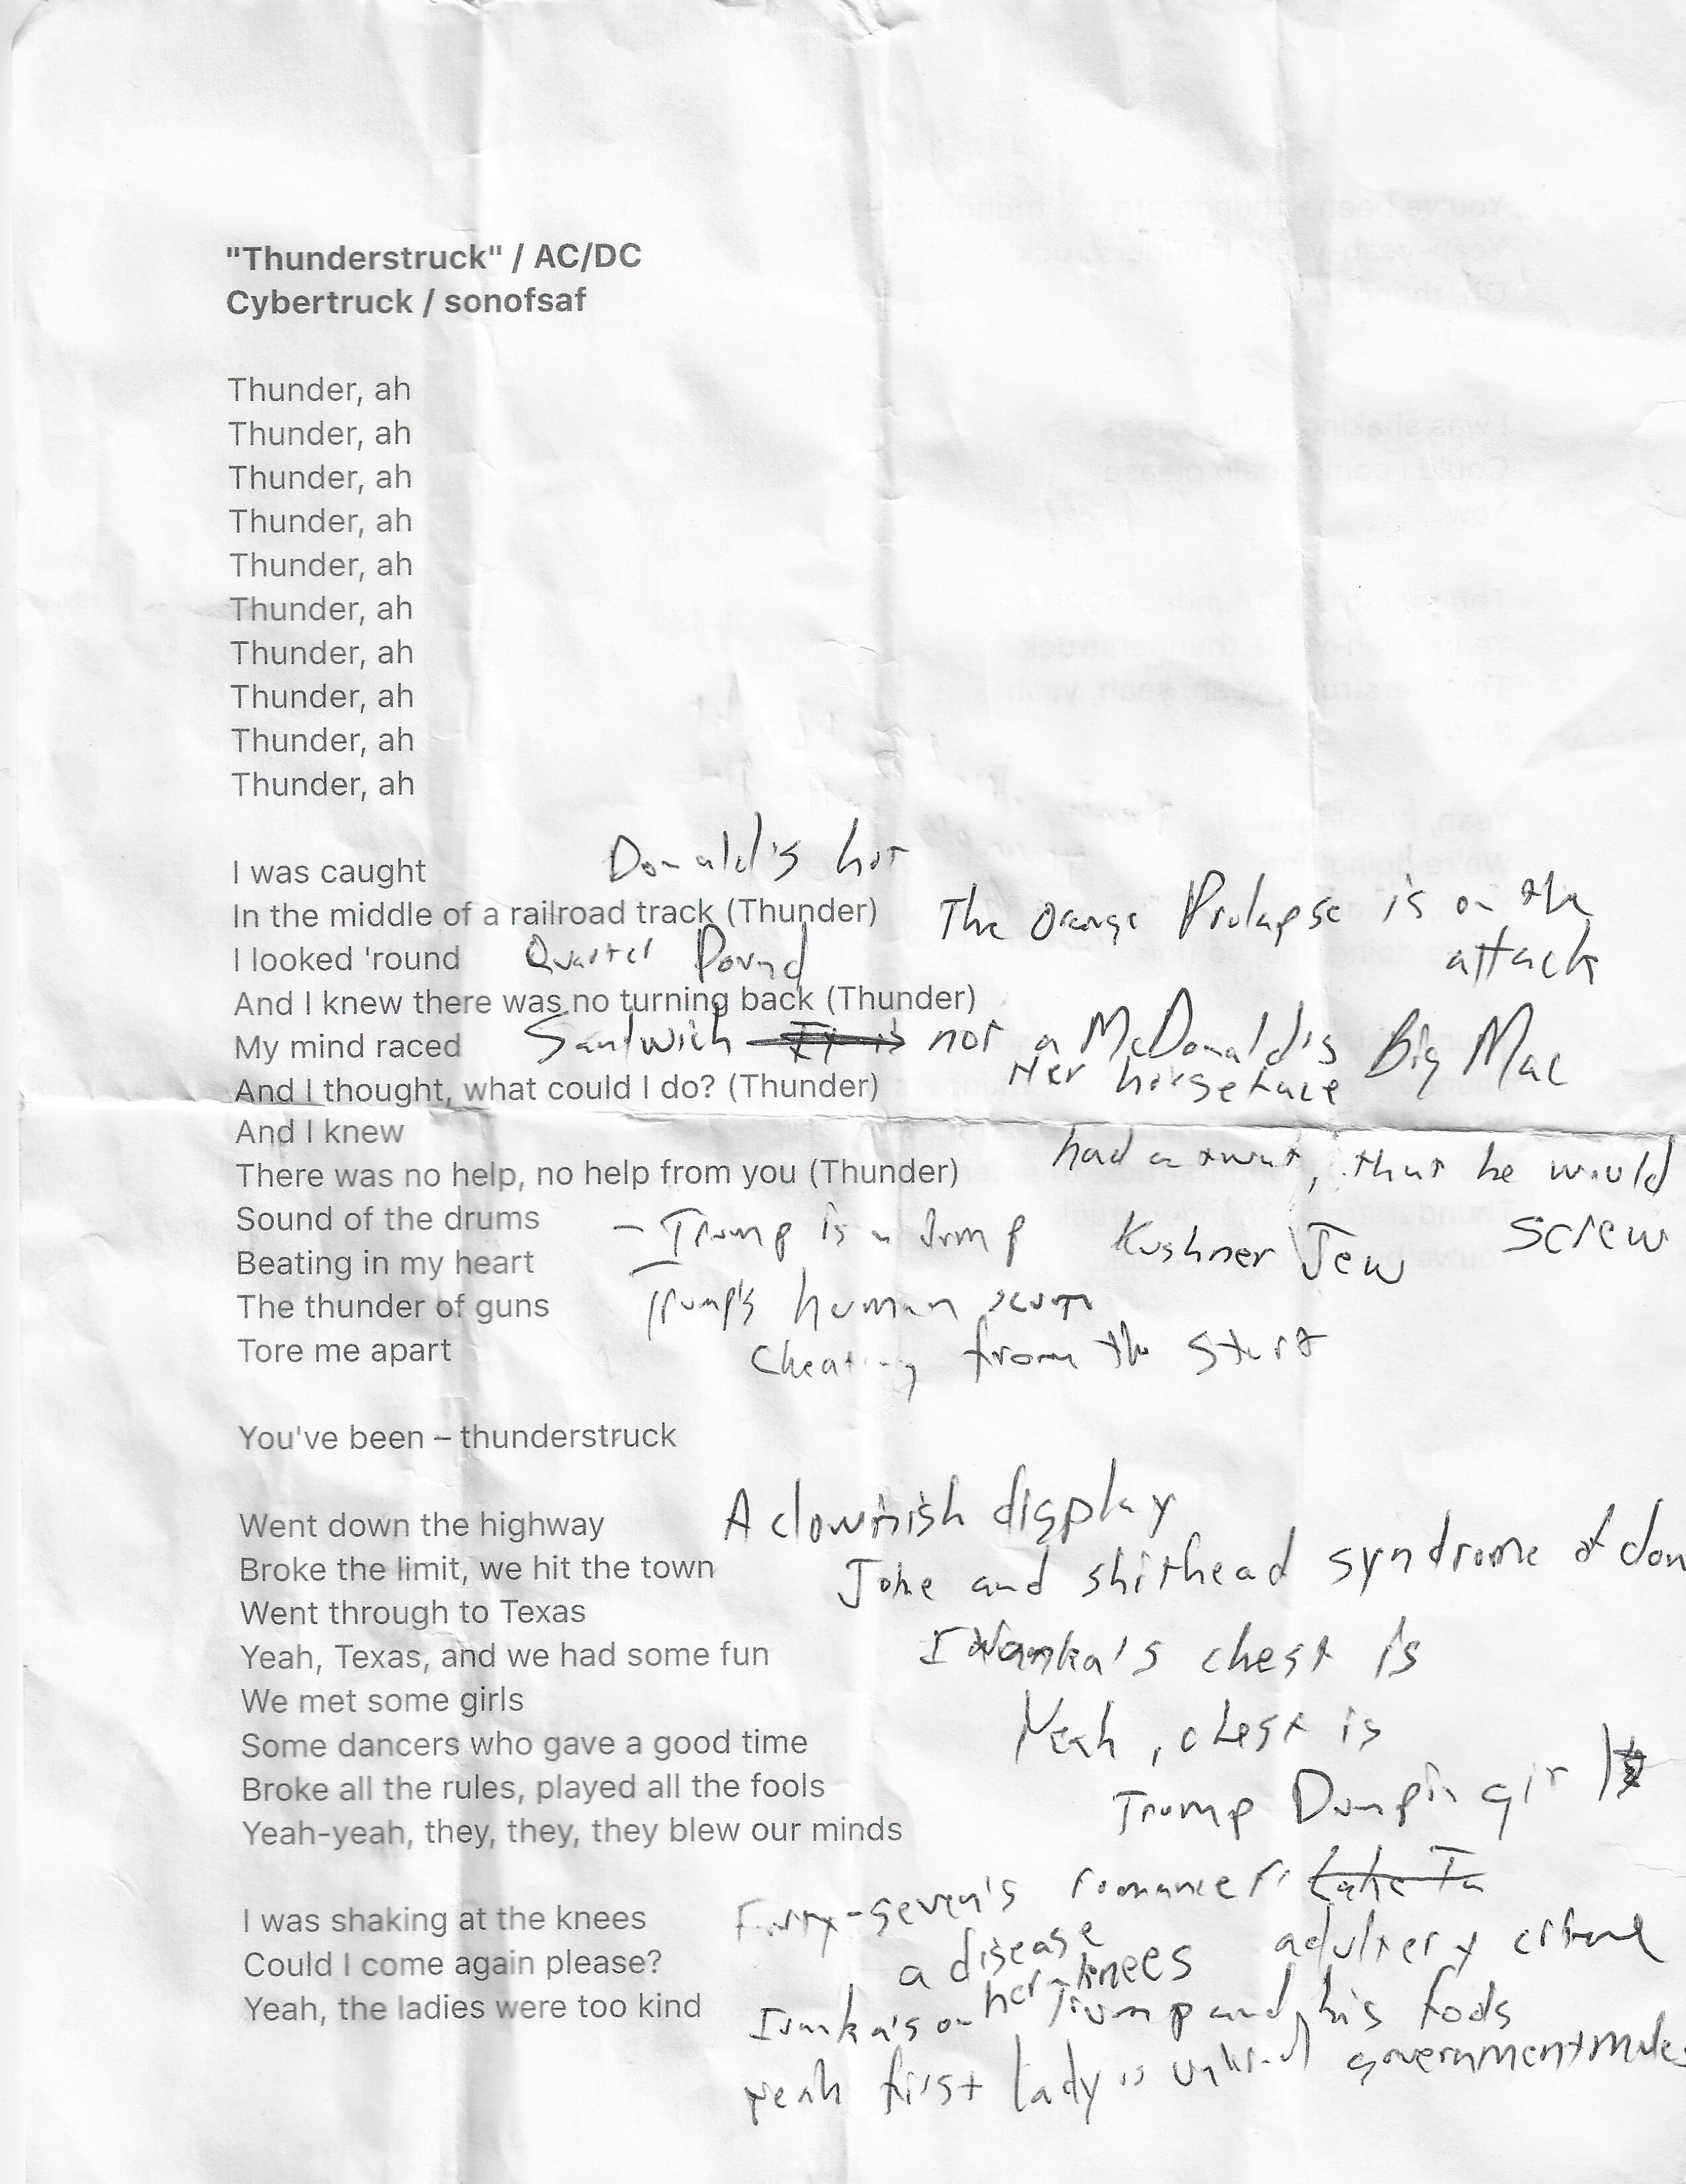 "Thunderstruck" / AC/DC
Cybertruck / sonofsaf
Thunder, ah
Thunder, ah
Thunder, ah
Thunder, ah
Thunder, ah
Thunder, ah
Thunder, ah
Thunder, ah
Thunder, ah
Thunder, ah
Donald's hot
I was caught
In the middle of a railroad track (Thunder) The Orange Prolapse is on the
attack
I looked 'round Quarter Pound
And I knew there was no turning back (Thunder)
My mind raced Sandwich not a McDonald's Big Mac
Her horseface
And I thought, what could I do? (Thunder)
And I knew
had a twat, that he would
There was no help, no help from you (Thunder)
Sound of the drums – Trump is a dump Kushner Jew screw
Beating in my heart
The thunder of guns Trump's human scum
Tore me apart Cheating from the start
You've been – thunderstruck
Went down the highway A clownish display
Broke the limit, we hit the town Joke and shithead syndrome of don
Went through to Texas
Yeah, Texas, and we had some fun Ivanka's chest is
We met some girls
Some dancers who gave a good time Yeah, chest is
Broke all the rules, played all the fools Trump Dumpin girl
Yeah-yeah, they, they, they blew our minds
I was shaking at the knees Forty-seven's romancer
Could I come again please? a disease adultery crime
her knees
Yeah, the ladies were too kind Ivanka's on Trump and his fools
Yeah first lady is unkind government mules